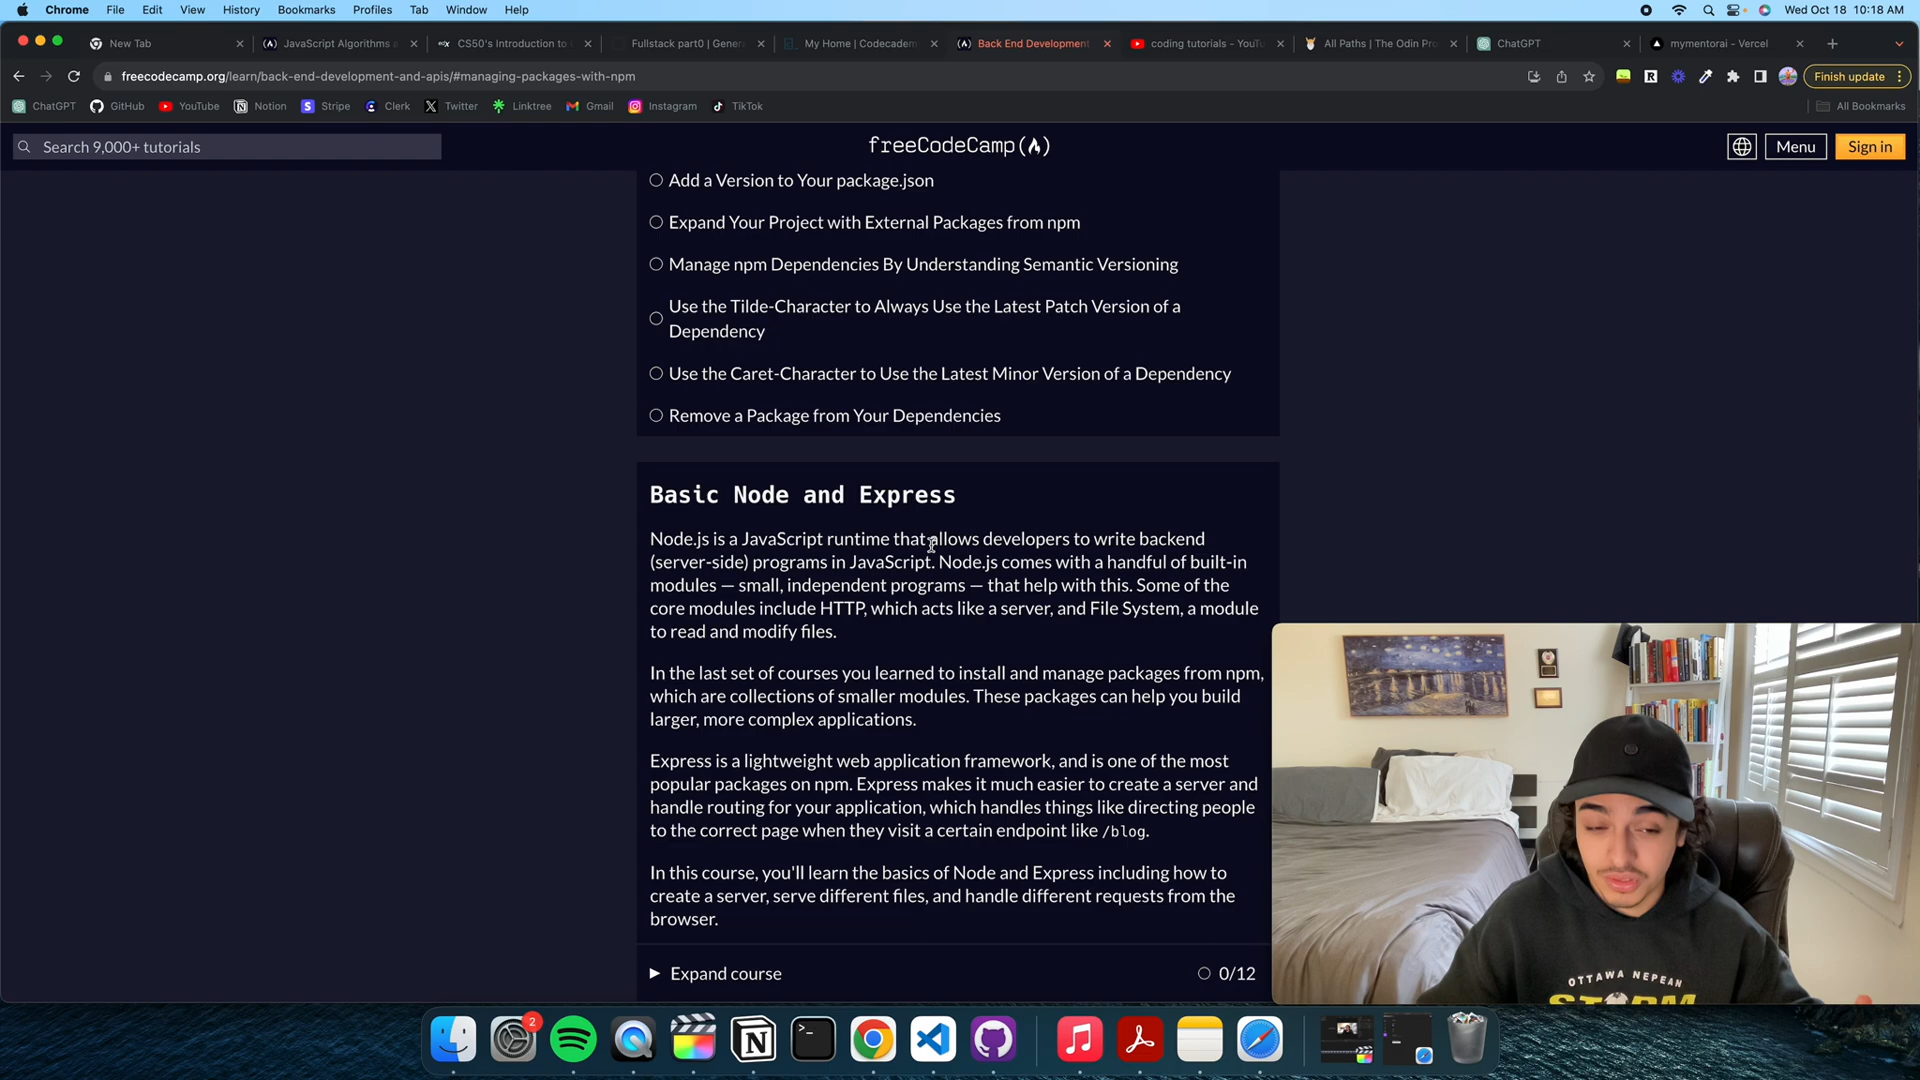 Chrome File Edit View History Bookmarks Profiles Tab Window Help Wed Oct 18 10:18 AM
New Tab JavaScript Algorithms a CS50's Introduction to Fullstack part0 | Gener My Home | Codecadem Back End Development coding tutorials - YouTu All Paths | The Odin Pro ChatGPT mymentorai - Vercel
freecodecamp.org/learn/back-end-development-and-apis/#managing-packages-with-npm Finish update
ChatGPT GitHub YouTube Notion Stripe Clerk Twitter Linktree Gmail Instagram TikTok All Bookmarks
Search 9,000+ tutorials freeCodeCamp Menu Sign in
Add a Version to Your package.json
Expand Your Project with External Packages from npm
Manage npm Dependencies By Understanding Semantic Versioning
Use the Tilde-Character to Always Use the Latest Patch Version of a
Dependency
Use the Caret-Character to Use the Latest Minor Version of a Dependency
Remove a Package from Your Dependencies
Basic Node and Express
Node.js is a JavaScript runtime that allows developers to write backend
(server-side) programs in JavaScript. Node.js comes with a handful of built-in
modules — small, independent programs — that help with this. Some of the
core modules include HTTP, which acts like a server, and File System, a module
to read and modify files.
In the last set of courses you learned to install and manage packages from npm,
which are collections of smaller modules. These packages can help you build
larger, more complex applications.
Express is a lightweight web application framework, and is one of the most
popular packages on npm. Express makes it much easier to create a server and
handle routing for your application, which handles things like directing people
to the correct page when they visit a certain endpoint like /blog.
In this course, you'll learn the basics of Node and Express including how to
create a server, serve different files, and handle different requests from the
browser.
Expand course 0/12
OTTAWA NEPEAN
STORM
2